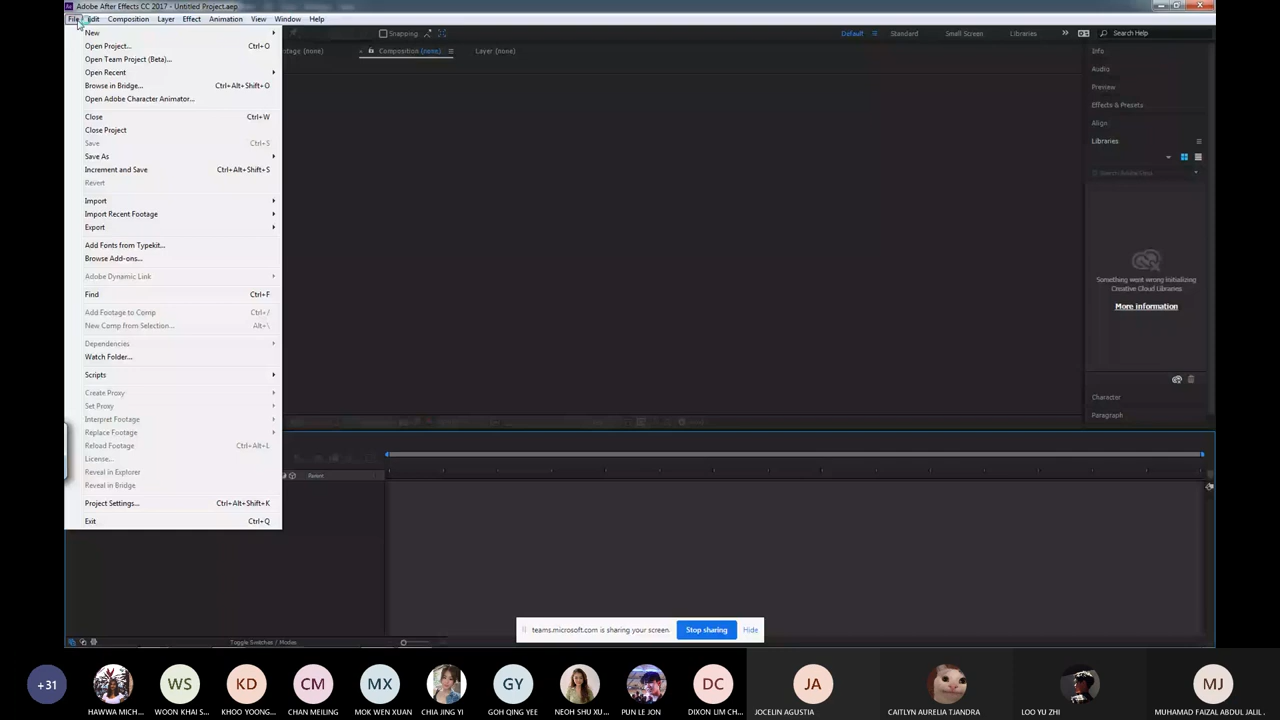 Adobe After Effects CC 2017 - Untitled Project.aep
File Edit Composition Layer Effect Animation View Window Help
Snapping Default Standard Small Screen Libraries Search Help
New
Open Project... Ctrl+O
Open Team Project (Beta)...
Open Recent
Browse in Bridge... Ctrl+Alt+Shift+O
Open Adobe Character Animator...
Close Ctrl+W
Close Project
Save Ctrl+S
Save As
Increment and Save Ctrl+Alt+Shift+S
Revert
Import
Import Recent Footage
Export
Add Fonts from Typekit...
Browse Add-ons...
Adobe Dynamic Link
Find Ctrl+F
Add Footage to Comp Ctrl+/
New Comp from Selection... Alt+\
Dependencies
Watch Folder...
Scripts
Create Proxy
Set Proxy
Interpret Footage
Replace Footage
Reload Footage Ctrl+Alt+L
License...
Reveal in Explorer
Reveal in Bridge
Project Settings... Ctrl+Alt+Shift+K
Exit Ctrl+Q
(none) Composition (none) Layer (none)
Info
Audio
Preview
Effects & Presets
Align
Libraries
Something went wrong initializing
Creative Cloud Libraries
More information
Character
Paragraph
Parent
Toggle Switches / Modes
teams.microsoft.com is sharing your screen. Stop sharing Hide
+31 WS KD CM MX GY DC JA MJ
HAWWA MICH... WOON KHAI S... KHOO YOONG... CHAN MEILING MOK WEN XUAN CHIA JING YI GOH QING YEE NEOH SHU XU... PUN LE JON DIXON LIM CH... JOCELIN AGUSTIA CAITLYN AURELIA TJANDRA LOO YU ZHI MUHAMAD FAIZAL ABDUL JALIL ...